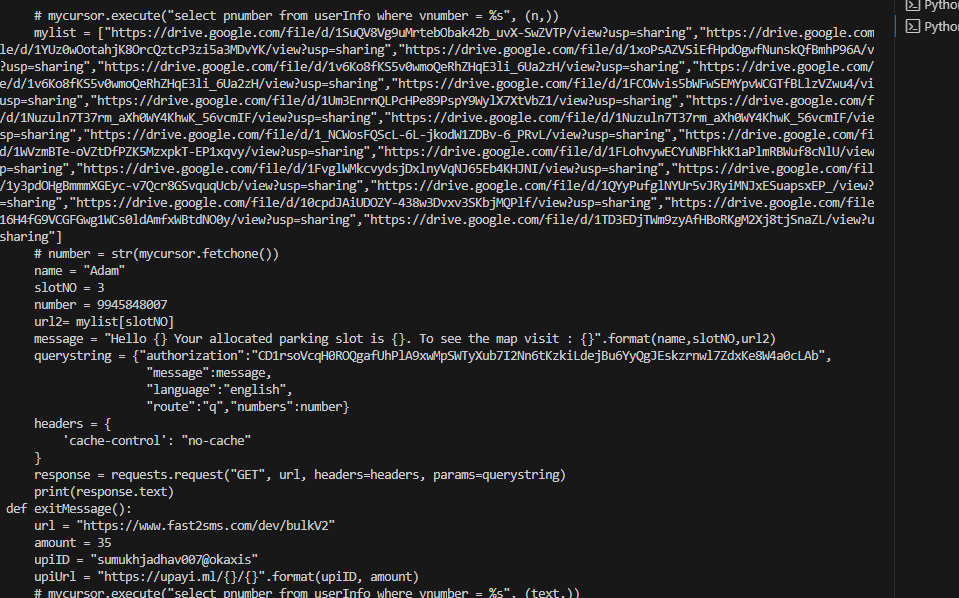 # mycursor.execute("select pnumber from userInfo where vnumber = %s", (n,))
mylist = ["https://drive.google.com/file/d/1SuQV8Vg9uMrtebObak42b_uvX-SwZVTP/view?usp=sharing","https://drive.google.com
le/d/1YUz0wOotahjK8OrcQztcP3zi5a3MDvYK/view?usp=sharing","https://drive.google.com/file/d/1xoPsAZVSiEfHpdOgwfNunskQfBmhP96A/v
?usp=sharing","https://drive.google.com/file/d/1v6Ko8fKS5v0wmoQeRhZHqE3li_6Ua2zH/view?usp=sharing","https://drive.google.com/
e/d/1v6Ko8fKS5v0wmoQeRhZHqE3li_6Ua2zH/view?usp=sharing","https://drive.google.com/file/d/1FCOWvis5bWFwSEMYpvWCGTfBLlzVZwu4/vi
usp=sharing","https://drive.google.com/file/d/1Um3EnrnQLPcHPe89PspY9WylX7XtVbZ1/view?usp=sharing","https://drive.google.com/f
/d/1Nuzuln7T37rm_aXh0WY4KhwK_56vcmIF/view?usp=sharing","https://drive.google.com/file/d/1Nuzuln7T37rm_aXh0WY4KhwK_56vcmIF/vie
sp=sharing","https://drive.google.com/file/d/1_NCWosFQScL-6L-jkodW1ZDBv-6_PRvL/view?usp=sharing","https://drive.google.com/fi
d/1WVzmBTe-oVZtDfPZK5MzxpkT-EP1xqvy/view?usp=sharing","https://drive.google.com/file/d/1FLohvywECYuNBFhkK1aPlmRBWuf8cNlU/view
p=sharing","https://drive.google.com/file/d/1FvglWMkcvydsjDxlnyVqNJ65Eb4KHJNI/view?usp=sharing","https://drive.google.com/fil
/1y3pdOHgBmmmXGEyc-v7Qcr8GSvquqUcb/view?usp=sharing","https://drive.google.com/file/d/1QYyPufglNYUr5vJRyiMNJxESuapsxEP_/view?
=sharing","https://drive.google.com/file/d/10cpdJAiUDOZY-438w3Dvxv3SKbjMQPlf/view?usp=sharing","https://drive.google.com/file
16H4fG9VCGFGwg1WCs0ldAmfxWBtdNO0y/view?usp=sharing","https://drive.google.com/file/d/1TD3EDjTWm9zyAfHBoRKgM2Xj8tjSnaZL/view?u
sharing"]
# number = str(mycursor.fetchone())
name = "Adam"
slotNO = 3
number = 9945848007
url2= mylist[slotNO]
message = "Hello {} Your allocated parking slot is {}. To see the map visit : {}".format(name,slotNO,url2)
querystring = {"authorization":"CD1rsoVcqH0ROQgafUhPlA9xwMpSWTyXub7I2Nn6tKzkiLdejBu6YyQgJEskzrnwl7ZdxKe8W4a0cLAb",
"message":message,
"language":"english",
"route":"q","numbers":number}
headers = {
'cache-control': "no-cache"
}
response = requests.request("GET", url, headers=headers, params=querystring)
print(response.text)
def exitMessage():
url = "https://www.fast2sms.com/dev/bulkV2"
amount = 35
upiID = "sumukhjadhav007@okaxis"
upiUrl = "https://upayi.ml/{}/{}".format(upiID, amount)
# mycursor.execute("select pnumber from userInfo where vnumber = %s", (text,))
Python
Python